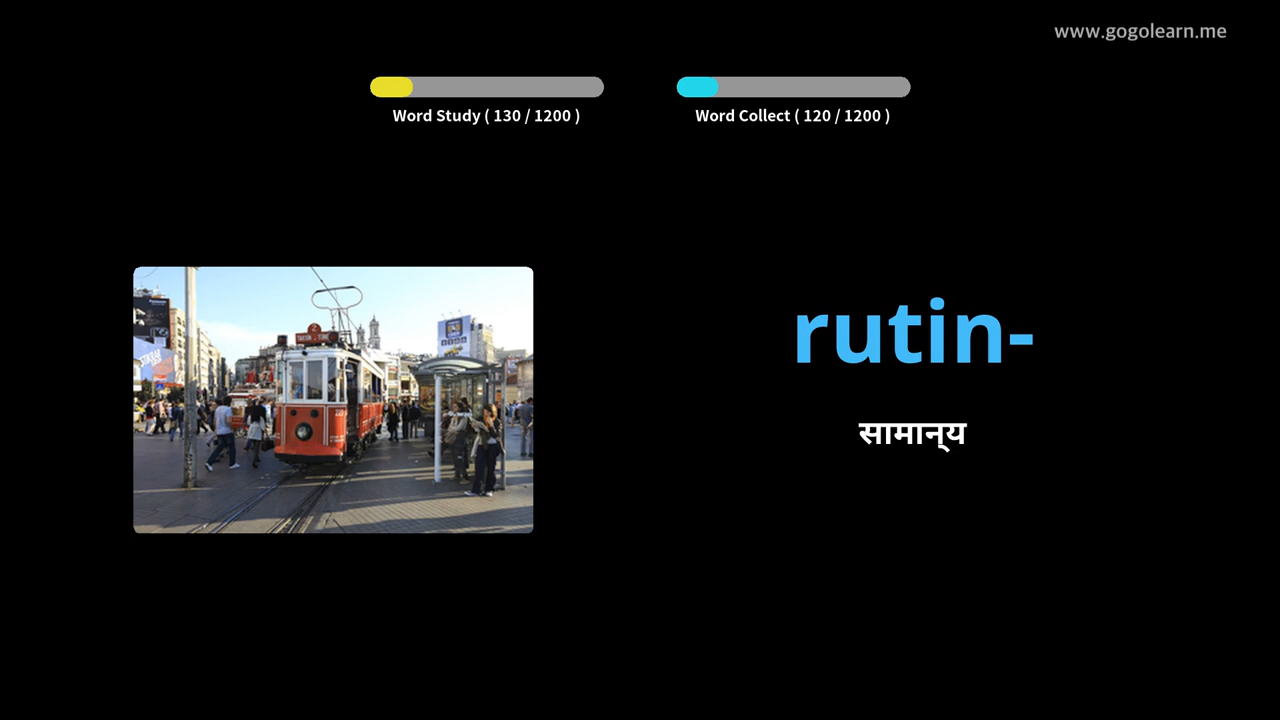 www.gogolearn.me
Word Study ( 130 / 1200 )
Word Collect ( 120 / 1200 )
rutin-
सामान्य